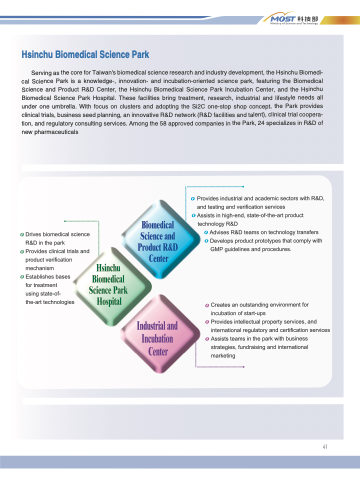 MOST 科技部
Ministry of Science and Technology
Hsinchu Biomedical Science Park
Serving as the core for Taiwan's biomedical science research and industry development, the Hsinchu Biomedi-
cal Science Park is a knowledge-, innovation- and incubation-oriented science park, featuring the Biomedical
Science and Product R&D Center, the Hsinchu Biomedical Science Park Incubation Center, and the Hsinchu
Biomedical Science Park Hospital. These facilities bring treatment, research, industrial and lifestyle needs all
under one umbrella. With focus on clusters and adopting the SI2C one-stop shop concept, the Park provides
clinical trials, business seed planning, an innovative R&D network (R&D facilities and talent), clinical trial coopera-
tion, and regulatory consulting services. Among the 58 approved companies in the Park, 24 specializes in R&D of
new pharmaceuticals
Provides industrial and academic sectors with R&D,
and testing and verification services
Assists in high-end, state-of-the-art product
technology R&D
Advises R&D teams on technology transfers
Develops product prototypes that comply with
GMP guidelines and procedures.
Biomedical
Science and
Product R&D
Center
Drives biomedical science
R&D in the park
Provides clinical trials and
product verification
mechanism
Establishes bases
for treatment
using state-of-
the-art technologies
Hsinchu
Biomedical
Science Park
Hospital
Industrial and
Incubation
Center
Creates an outstanding environment for
incubation of start-ups
Provides intellectual property services, and
international regulatory and certification services
Assists teams in the park with business
strategies, fundraising and international
marketing
41